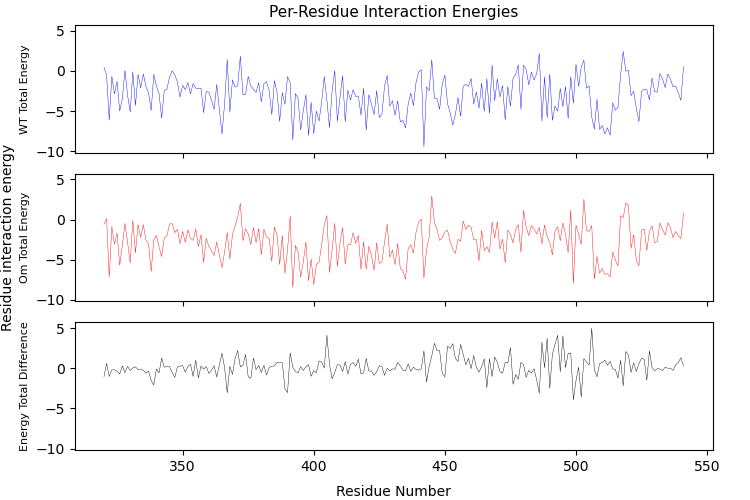 Per-Residue Interaction Energies
Residue interaction energy
WT Total Energy
5
0
−5
−10
Om Total Energy
5
0
−5
−10
Energy Total Difference
5
0
−5
−10
350
400
450
500
550
Residue Number